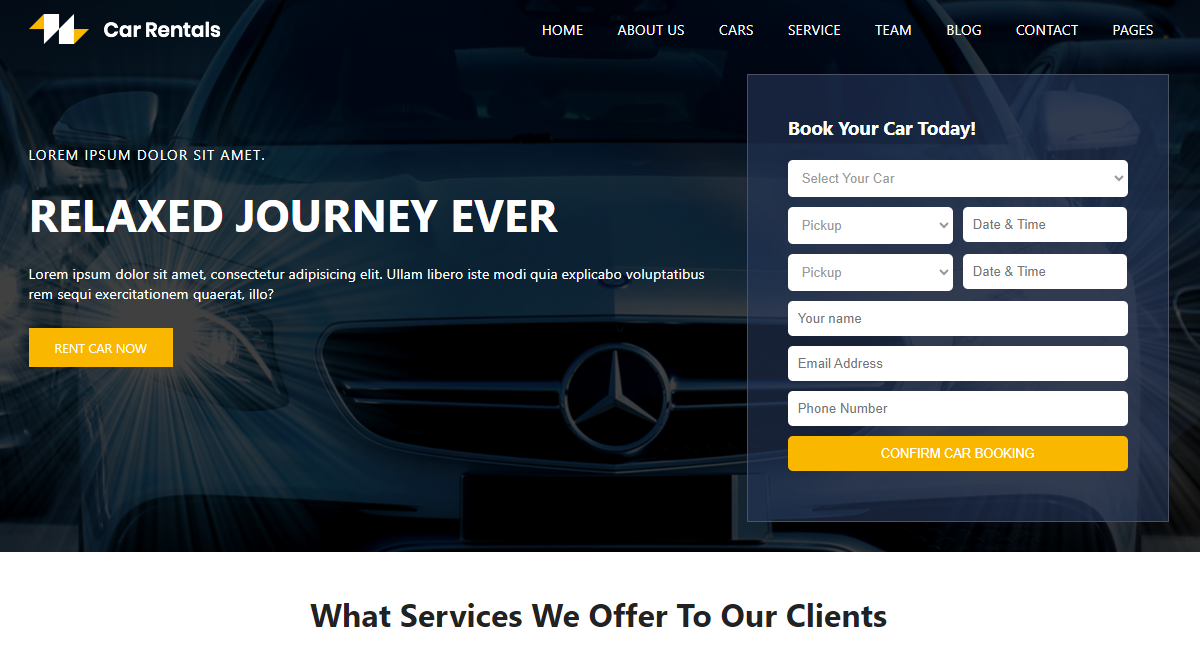 Car Rentals
HOME ABOUT US CARS SERVICE TEAM BLOG CONTACT PAGES
LOREM IPSUM DOLOR SIT AMET.
RELAXED JOURNEY EVER
Lorem ipsum dolor sit amet, consectetur adipisicing elit. Ullam libero iste modi quia explicabo voluptatibus
rem sequi exercitationem quaerat, illo?
RENT CAR NOW
Book Your Car Today!
Select Your Car
Pickup Date & Time
Pickup Date & Time
Your name
Email Address
Phone Number
CONFIRM CAR BOOKING
What Services We Offer To Our Clients